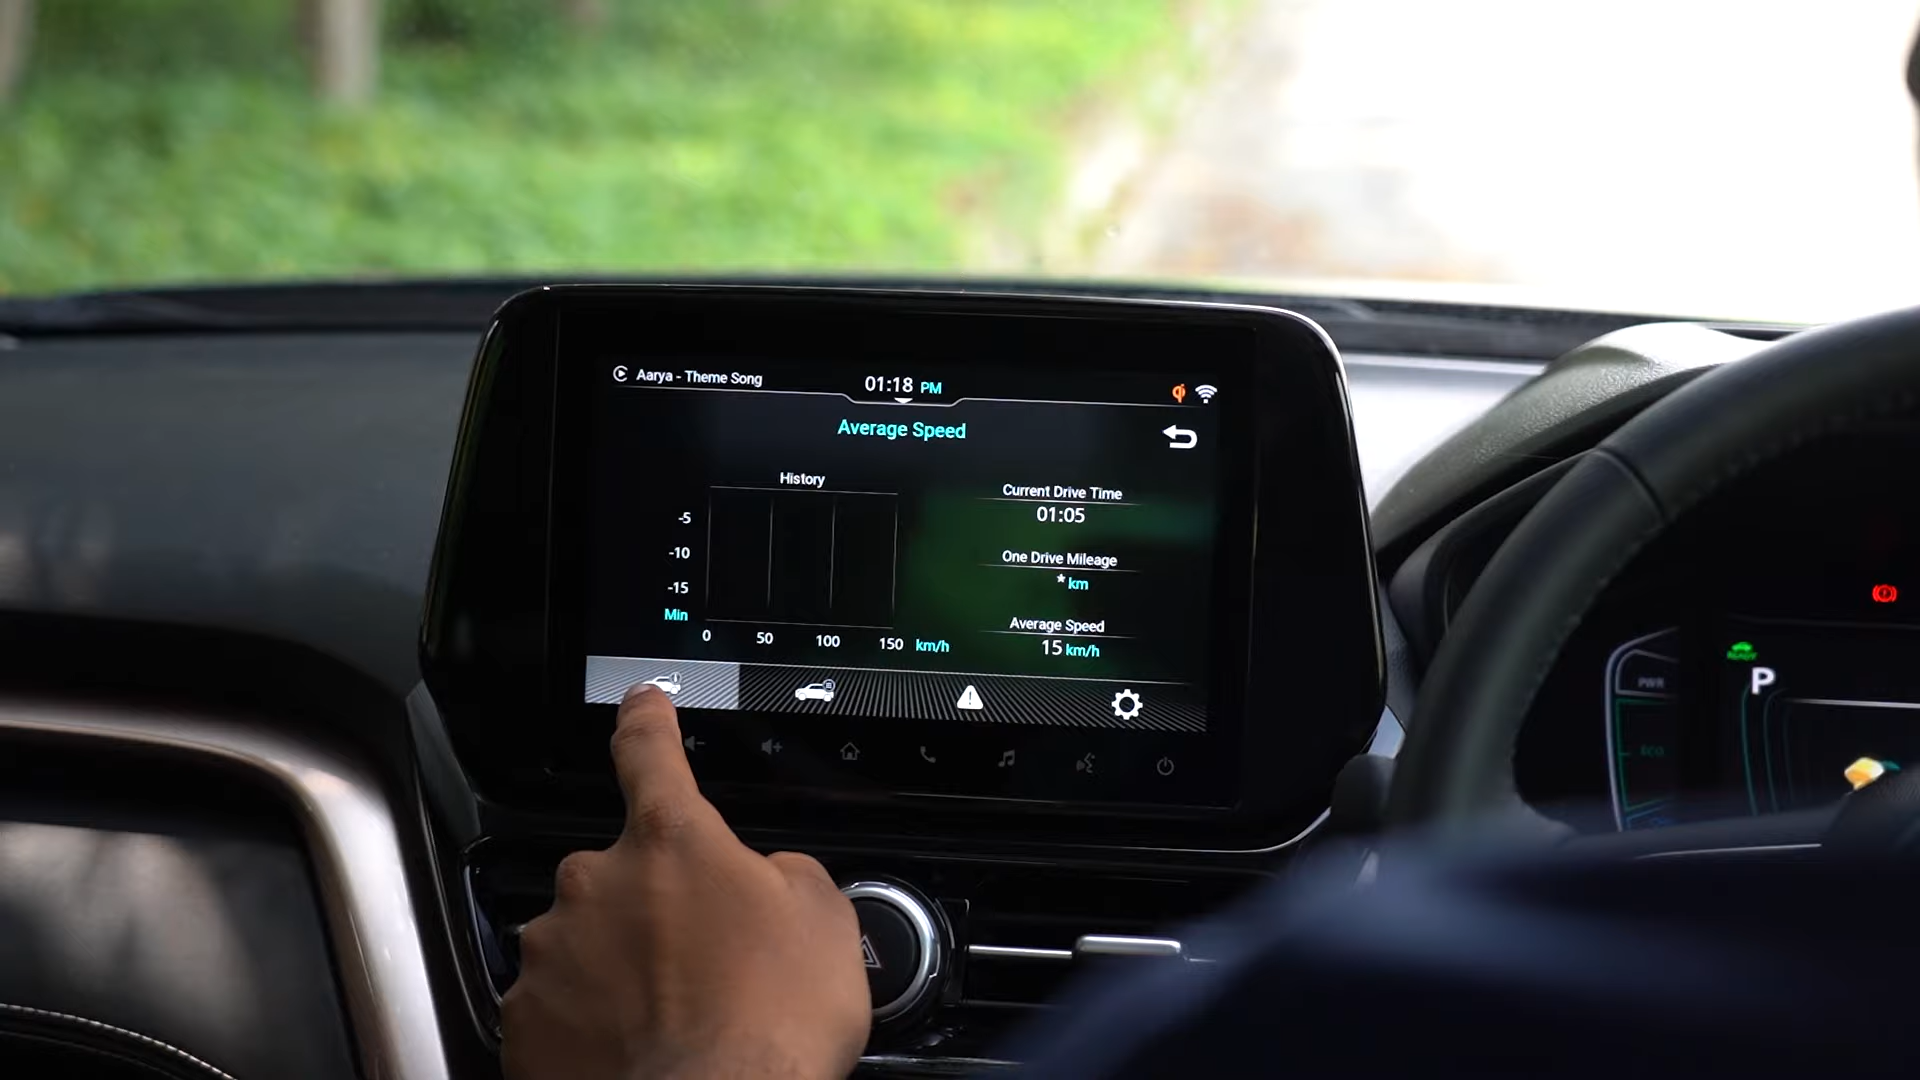 Aarya - Theme Song
01:18 PM
Average Speed
History
-5
-10
-15
Min
0 50 100 150 km/h
Current Drive Time
01:05
One Drive Mileage
* km
Average Speed
15 km/h
READY
P
PWR
ECO